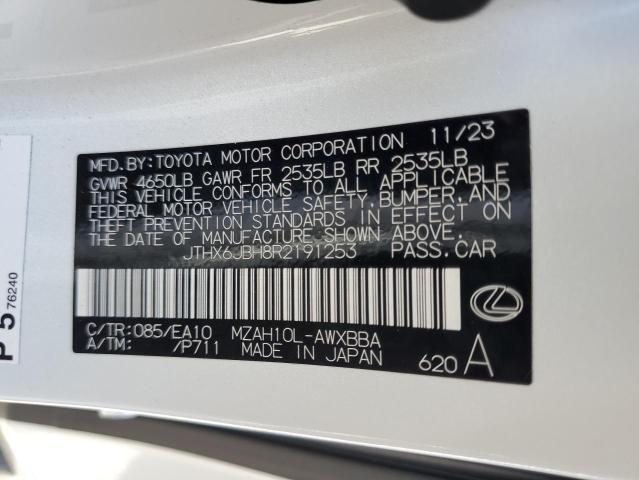 MFD.BY:TOYOTA MOTOR CORPORATION 11/23
GVWR 4650LB GAWR FR 2535LB RR 2535LB
THIS VEHICLE CONFORMS TO ALL APPLICABLE
FEDERAL MOTOR VEHICLE SAFETY,BUMPER,AND
THEFT PREVENTION STANDARDS IN EFFECT ON
THE DATE OF MANUFACTURE SHOWN ABOVE.
JTHX6JBH8R2191253 PASS.CAR
C/TR:085/EA10 MZAH10L-AWXBBA
A/TM: /P711 MADE IN JAPAN
620 A
P 5 76240